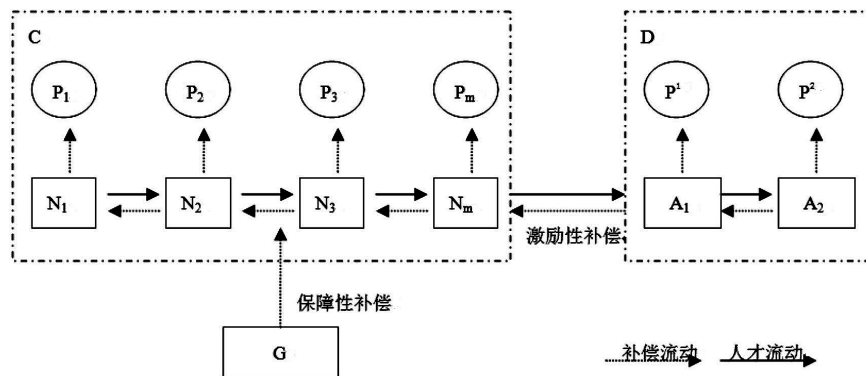 C
D
P₁ P₂ P₃ Pₘ P¹ P²
N₁ N₂ N₃ Nₘ A₁ A₂
激励性补偿
保障性补偿
G
补偿流动 人才流动